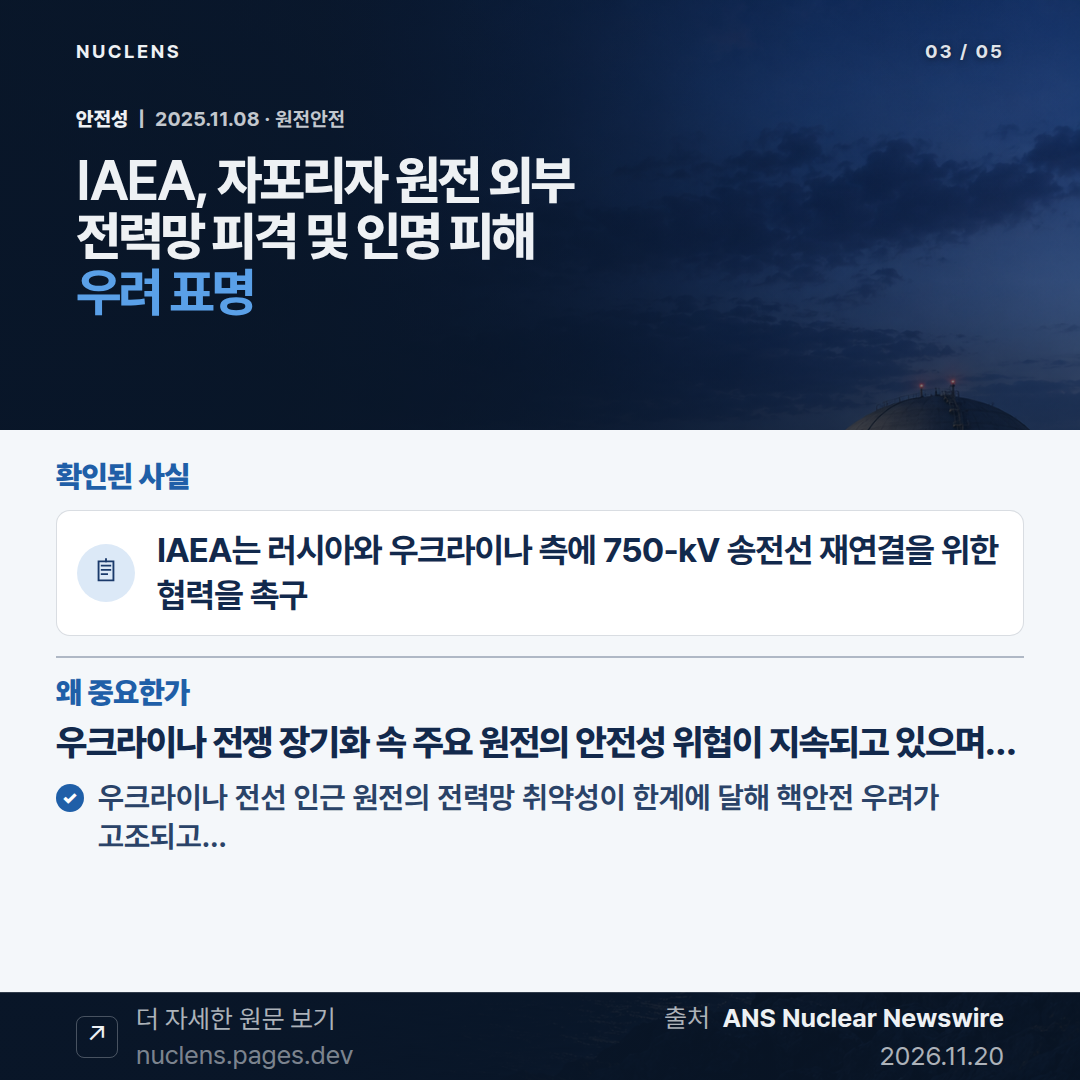 NUCLENS
03 / 05
안전성 | 2025.11.08 · 원전안전
IAEA, 자포리자 원전 외부
전력망 피격 및 인명 피해
우려 표명
확인된 사실
IAEA는 러시아와 우크라이나 측에 750-kV 송전선 재연결을 위한
협력을 촉구
왜 중요한가
우크라이나 전쟁 장기화 속 주요 원전의 안전성 위협이 지속되고 있으며...
우크라이나 전선 인근 원전의 전력망 취약성이 한계에 달해 핵안전 우려가
고조되고...
더 자세한 원문 보기
nuclens.pages.dev
출처 ANS Nuclear Newswire
2026.11.20